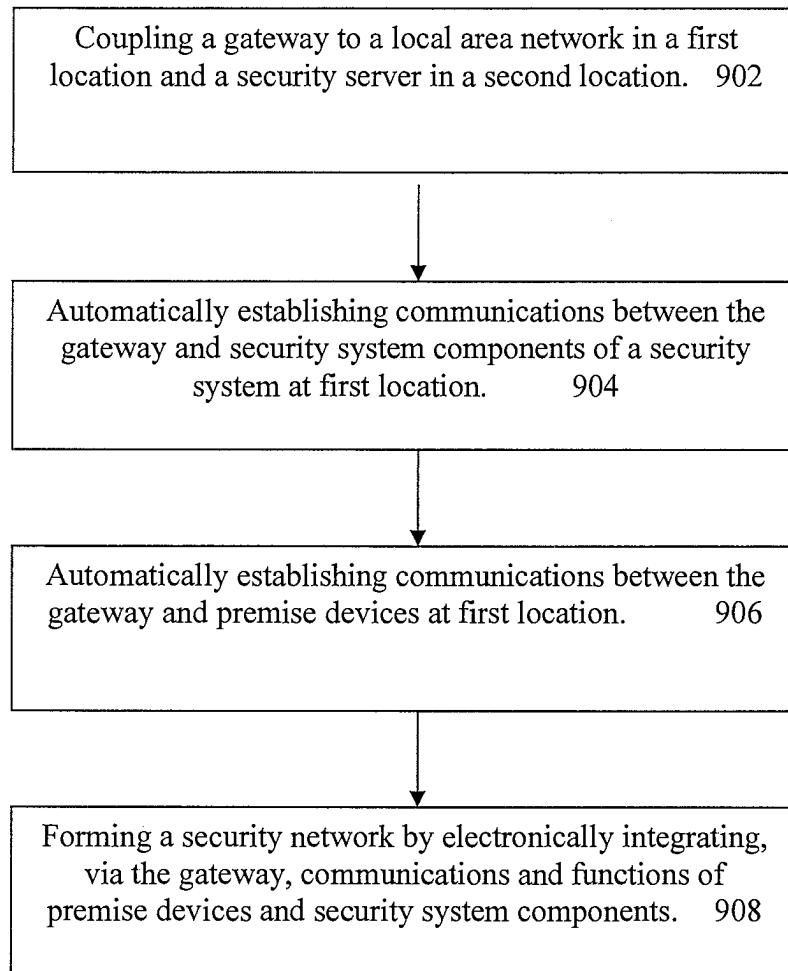 Coupling a gateway to a local area network in a first
location and a security server in a second location. 902
Automatically establishing communications between the
gateway and security system components of a security
system at first location. 904
Automatically establishing communications between the
gateway and premise devices at first location. 906
Forming a security network by electronically integrating,
via the gateway, communications and functions of
premise devices and security system components. 908